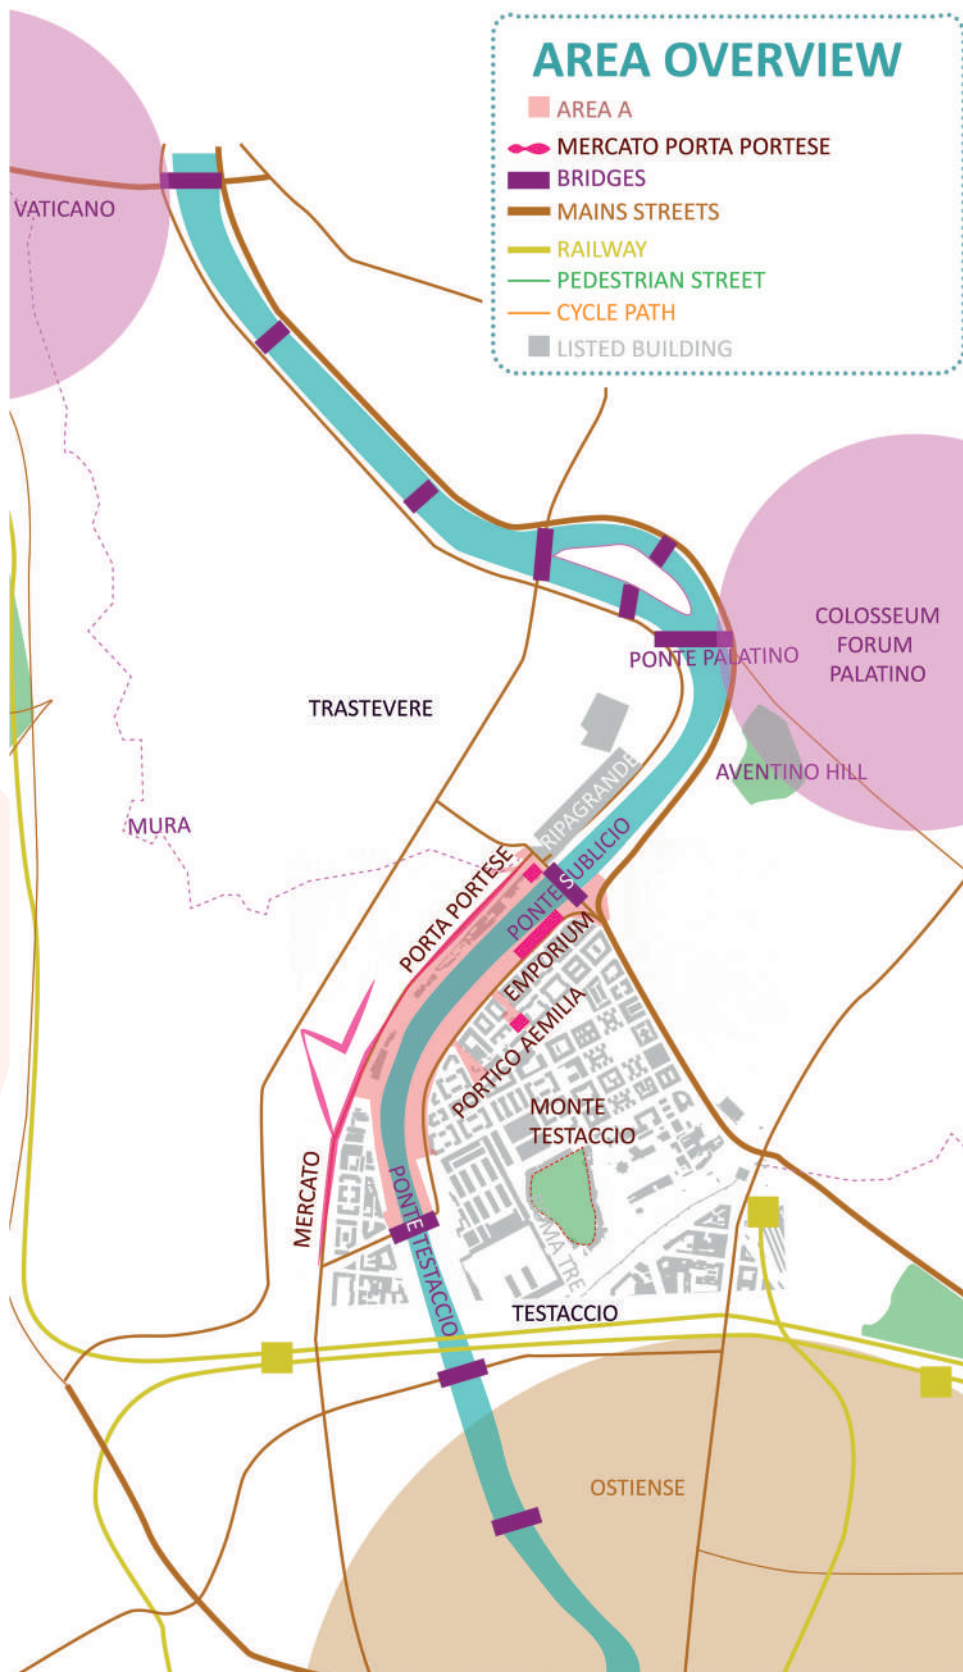 AREA OVERVIEW
AREA A
MERCATO PORTA PORTESE
BRIDGES
MAINS STREETS
RAILWAY
PEDESTRIAN STREET
CYCLE PATH
LISTED BUILDING
VATICANO
COLOSSEUM
FORUM
PALATINO
PONTE PALATINO
TRASTEVERE
AVENTINO HILL
MURA
RIPAGRANDE
PONTE SUBLICIO
PORTA PORTESE
EMPORIUM
PORTICO AEMILIA
MONTE
TESTACCIO
MERCATO
PONTE TESTACCIO
ROMA TRE
TESTACCIO
OSTIENSE